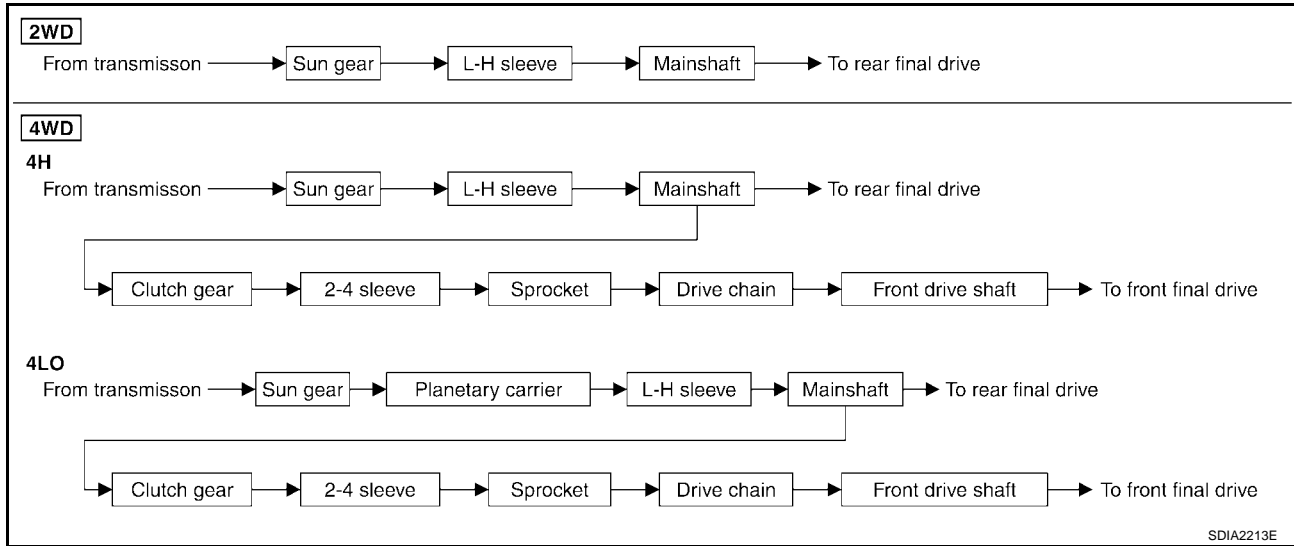 2WD
From transmisson Sun gear L-H sleeve Mainshaft To rear final drive
4WD
4H
From transmisson Sun gear L-H sleeve Mainshaft To rear final drive
Clutch gear 2-4 sleeve Sprocket Drive chain Front drive shaft To front final drive
4LO
From transmisson Sun gear Planetary carrier L-H sleeve Mainshaft To rear final drive
Clutch gear 2-4 sleeve Sprocket Drive chain Front drive shaft To front final drive
SDIA2213E